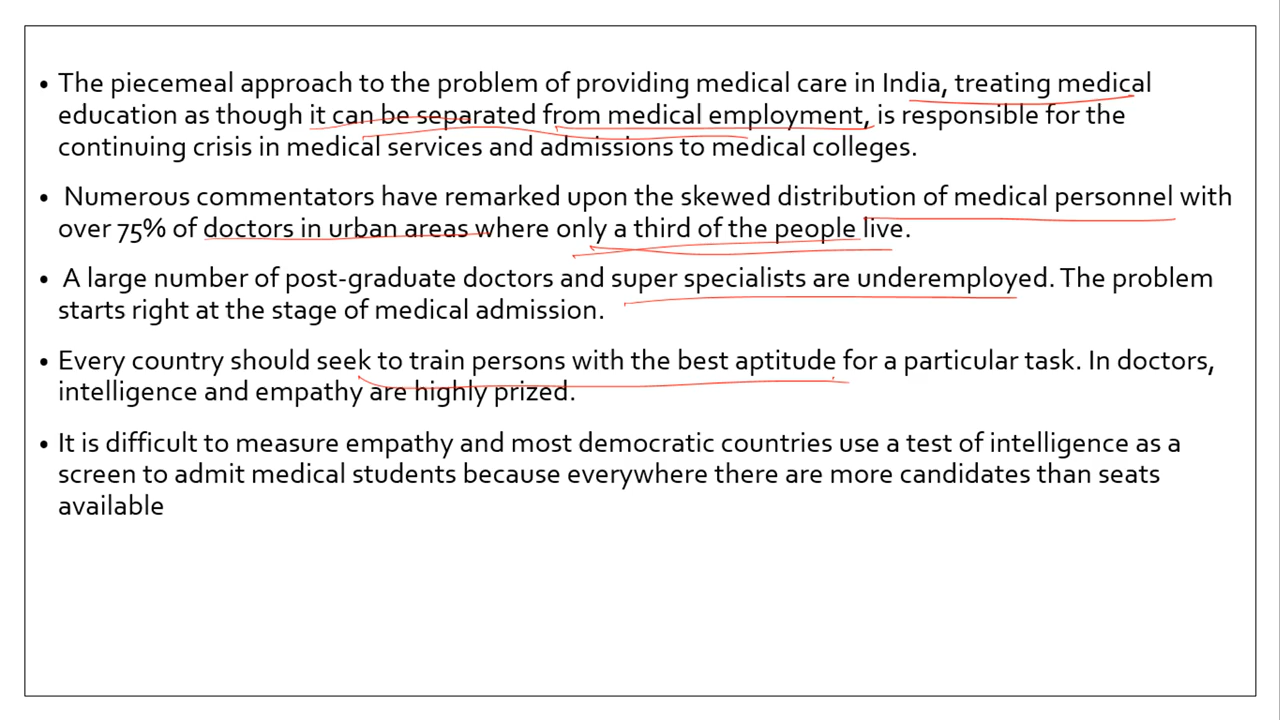 • The piecemeal approach to the problem of providing medical care in India, treating medical
education as though it can be separated from medical employment, is responsible for the
continuing crisis in medical services and admissions to medical colleges.
• Numerous commentators have remarked upon the skewed distribution of medical personnel with
over 75% of doctors in urban areas where only a third of the people live.
• A large number of post-graduate doctors and super specialists are underemployed. The problem
starts right at the stage of medical admission.
• Every country should seek to train persons with the best aptitude for a particular task. In doctors,
intelligence and empathy are highly prized.
• It is difficult to measure empathy and most democratic countries use a test of intelligence as a
screen to admit medical students because everywhere there are more candidates than seats
available